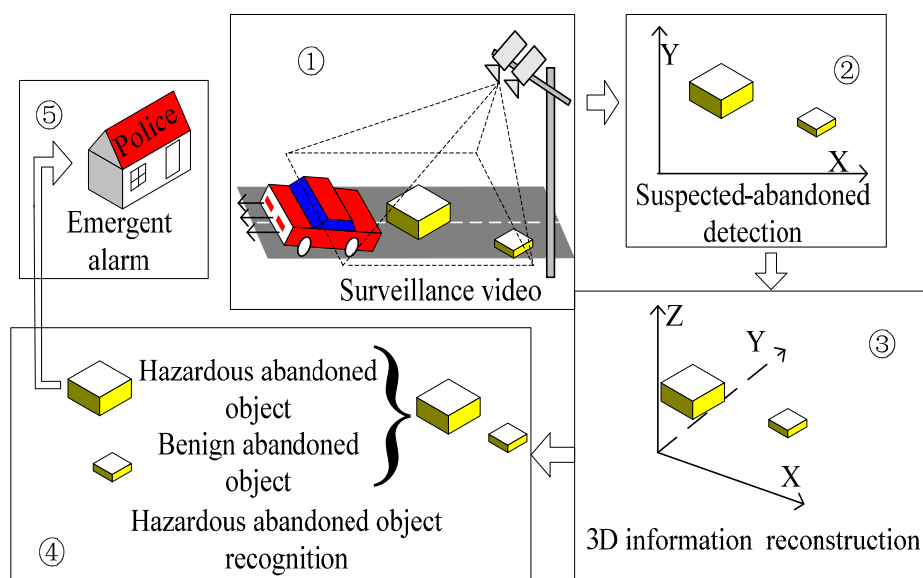 ①
Surveillance video
②
Y
X
Suspected-abandoned
detection
③
Z
Y
X
3D information reconstruction
Hazardous abandoned
object
Benign abandoned
object
④
Hazardous abandoned object
recognition
⑤
Police
Emergent
alarm